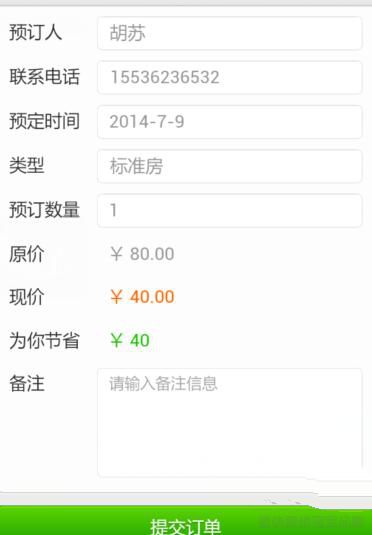 预订人 胡苏
联系电话 15536236532
预定时间 2014-7-9
类型 标准房
预订数量 1
原价 ￥ 80.00
现价 ￥ 40.00
为你节省 ￥ 40
备注 请输入备注信息
提交订单